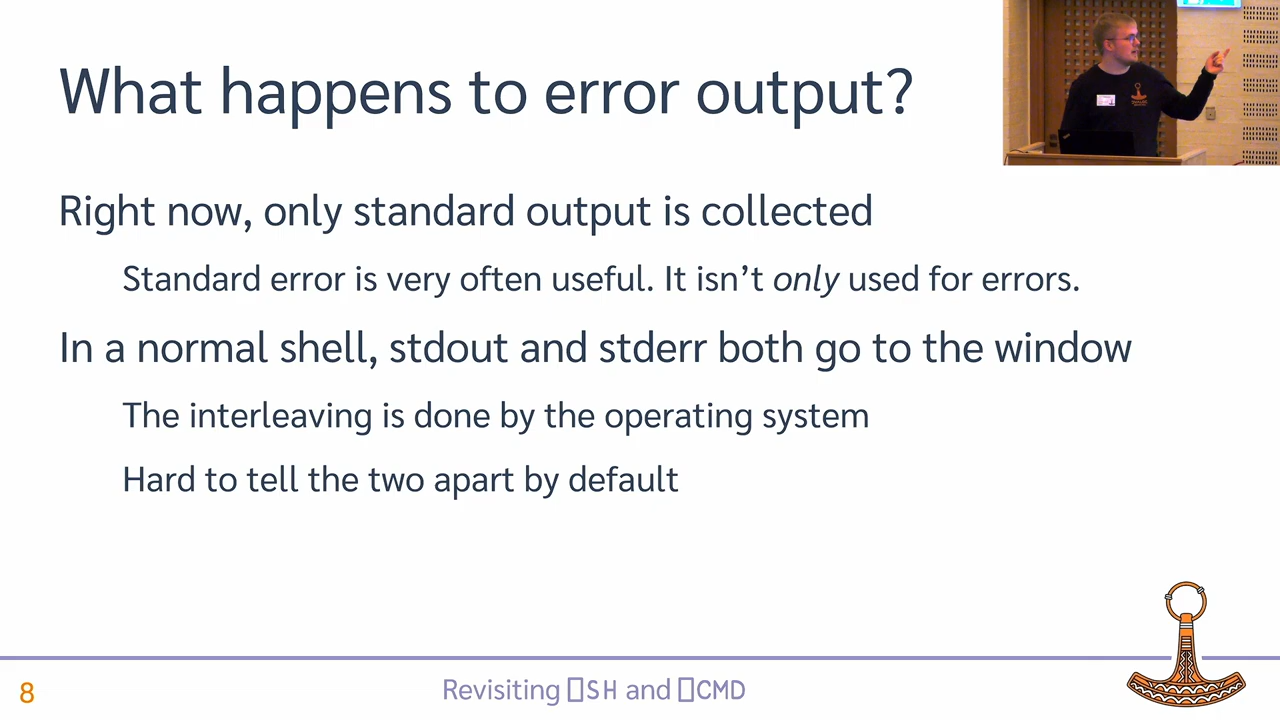 What happens to error output?
Right now, only standard output is collected
Standard error is very often useful. It isn’t only used for errors.
In a normal shell, stdout and stderr both go to the window
The interleaving is done by the operating system
Hard to tell the two apart by default
8
Revisiting ⎕SH and ⎕CMD